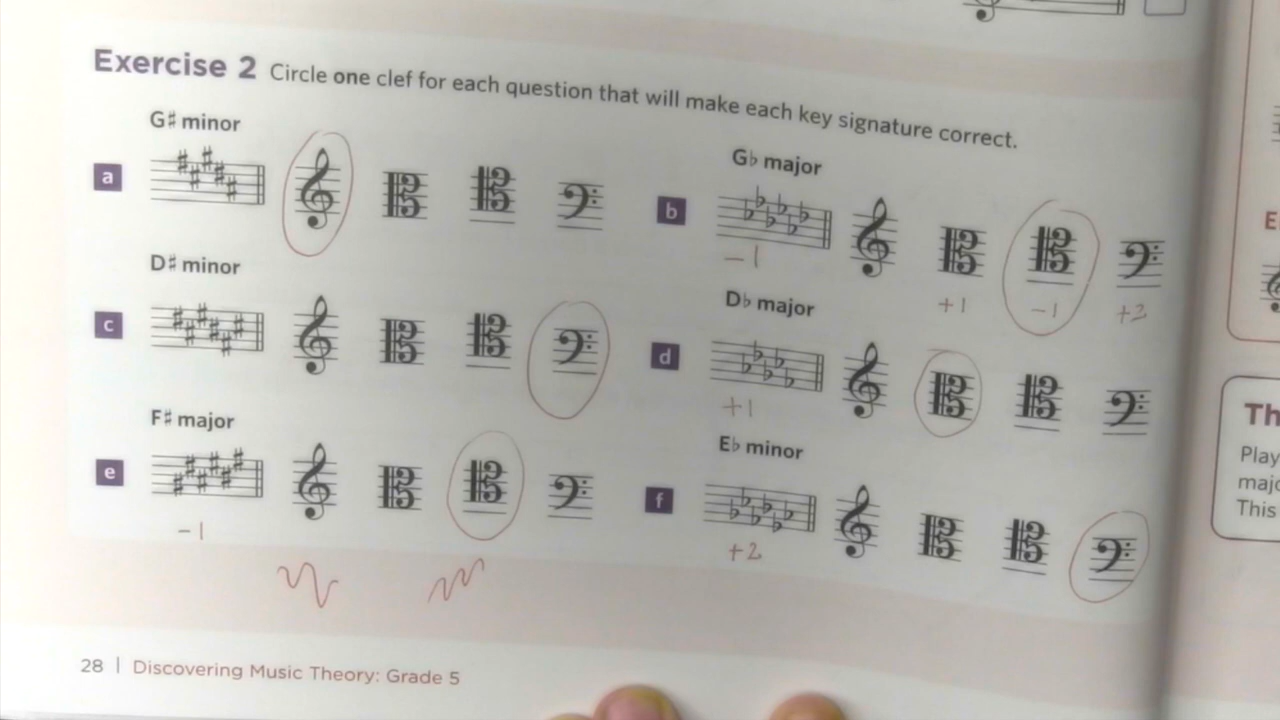 Exercise 2 Circle one clef for each question that will make each key signature correct.
G♯ minor
a
G♭ major
b
-1
+1
-1
+2
D♯ minor
c
D♭ major
d
+1
F♯ major
e
-1
E♭ minor
f
+2
28 | Discovering Music Theory: Grade 5
E
Th
Play
majo
This